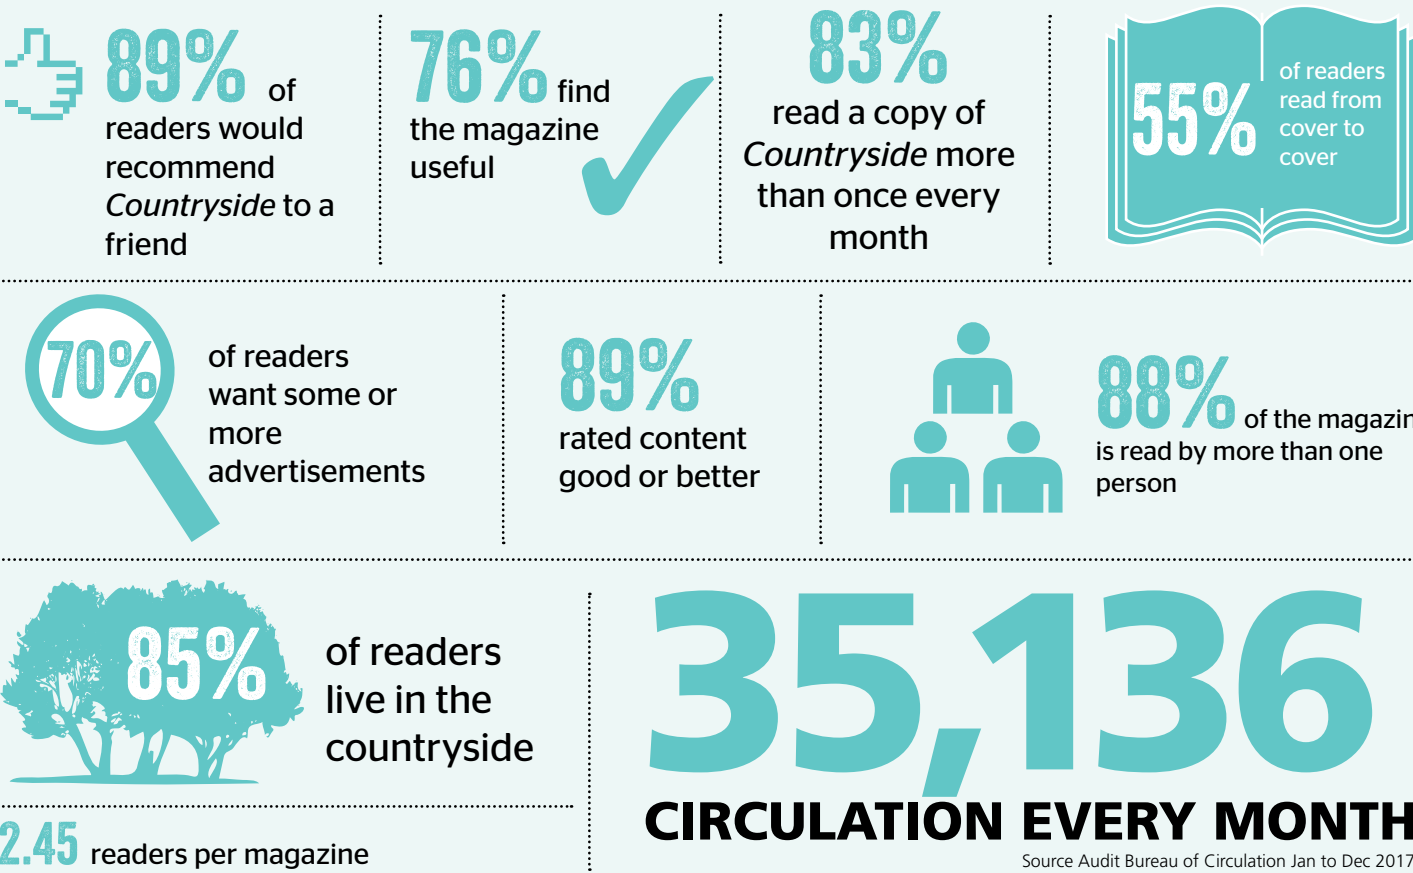 89% of
readers would
recommend
Countryside to a
friend
76% find
the magazine
useful
83%
read a copy of
Countryside more
than once every
month
55%
of readers
read from
cover to
cover
70%
of readers
want some or
more
advertisements
89%
rated content
good or better
88% of the magazin
is read by more than one
person
85%
of readers
live in the
countryside
2.45 readers per magazine
35,136
CIRCULATION EVERY MONTH
Source Audit Bureau of Circulation Jan to Dec 2017